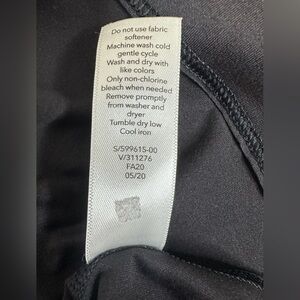 Do not use fabric
softener
Machine wash cold
gentle cycle
Wash and dry with
like colors
Only non-chlorine
bleach when needed
Remove promptly
from washer and
dryer
Tumble dry low
Cool iron
S/599615-00
V/311276
FA20
05/20